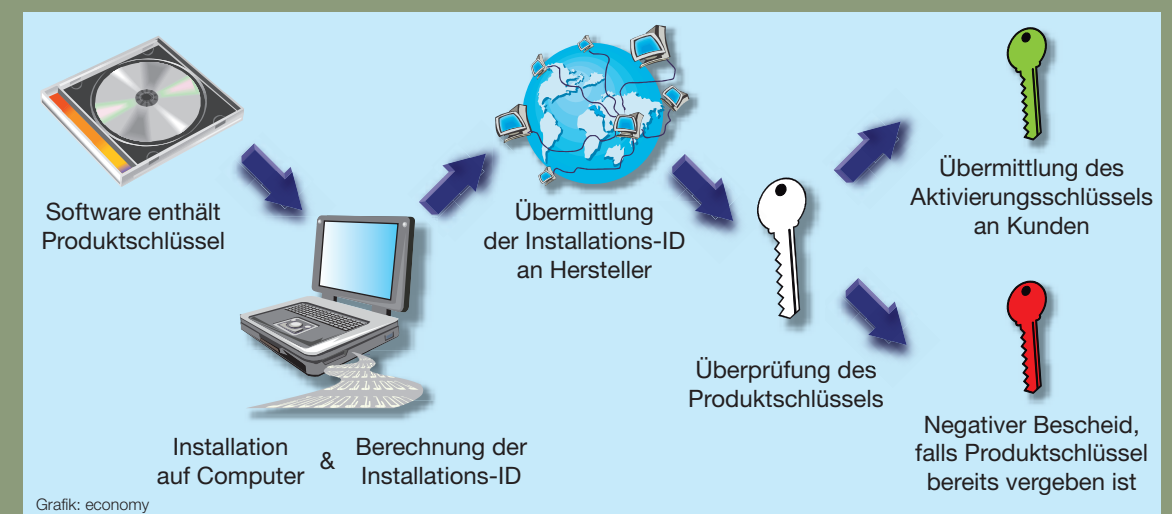 Software enthält
Produktschlüssel
Installation
auf Computer
&
Berechnung der
Installations-ID
Übermittlung
der Installations-ID
an Hersteller
Überprüfung des
Produktschlüssels
Übermittlung des
Aktivierungsschlüssels
an Kunden
Negativer Bescheid,
falls Produktschlüssel
bereits vergeben ist
Grafik: economy